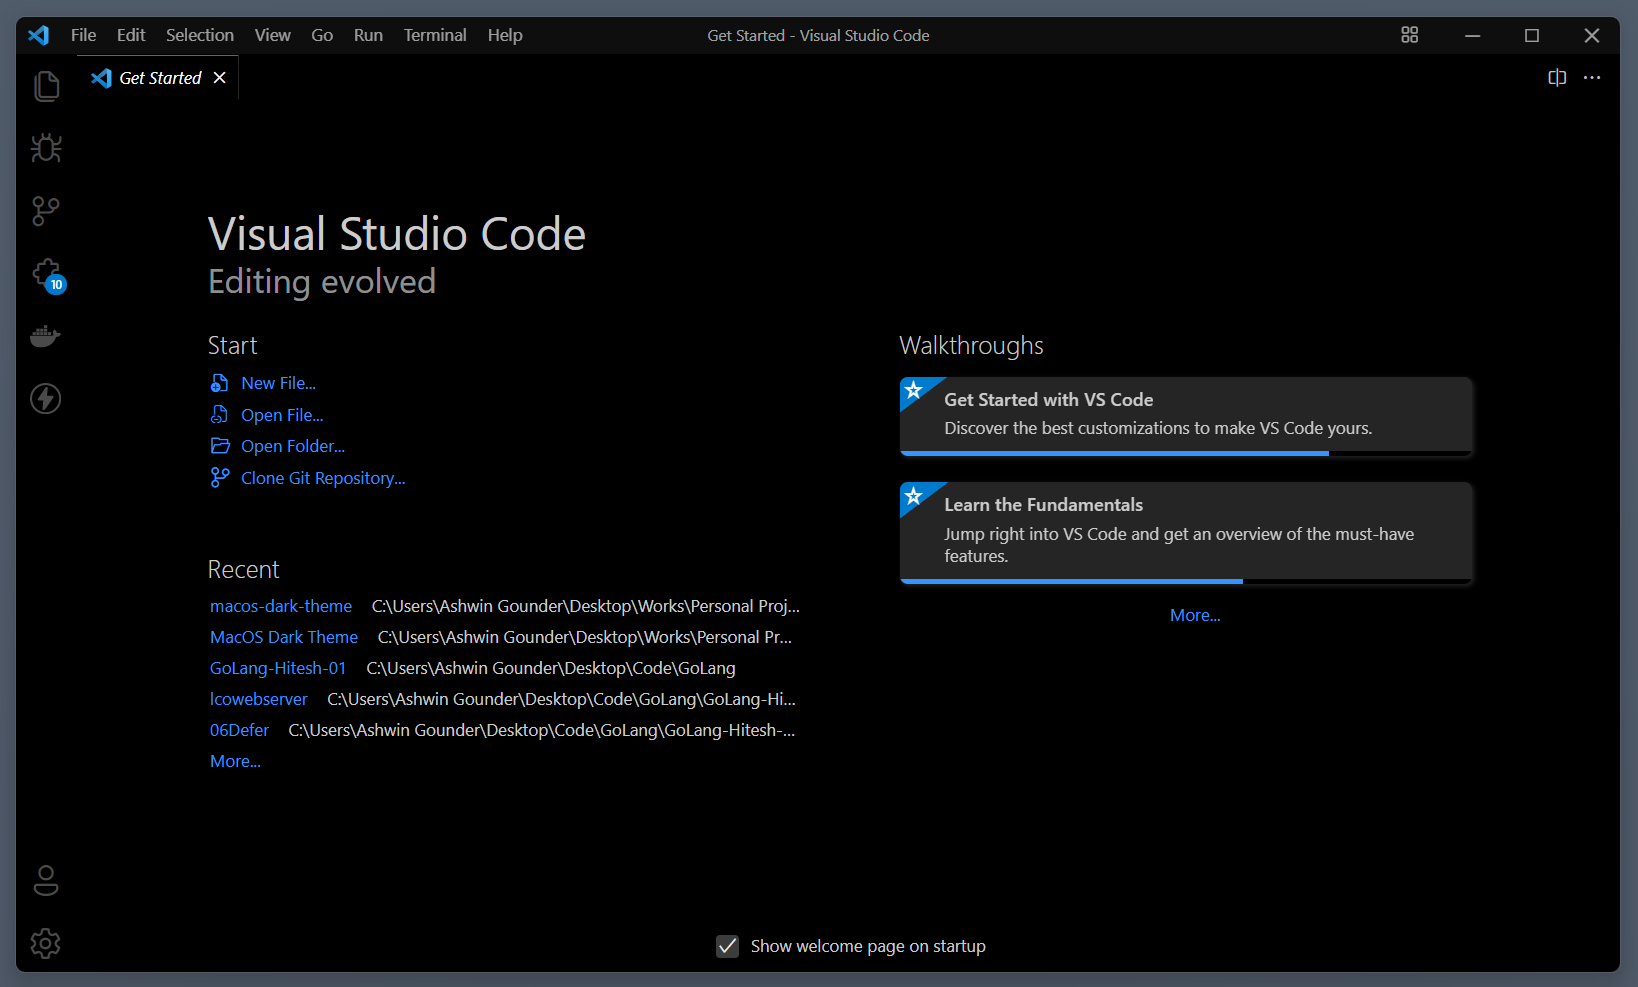 File Edit Selection View Go Run Terminal Help
Get Started - Visual Studio Code
Get Started
10
Visual Studio Code
Editing evolved
Start
New File...
Open File...
Open Folder...
Clone Git Repository...
Recent
macos-dark-theme C:\Users\Ashwin Gounder\Desktop\Works\Personal Proj...
MacOS Dark Theme C:\Users\Ashwin Gounder\Desktop\Works\Personal Pr...
GoLang-Hitesh-01 C:\Users\Ashwin Gounder\Desktop\Code\GoLang
lcowebserver C:\Users\Ashwin Gounder\Desktop\Code\GoLang\GoLang-Hi...
06Defer C:\Users\Ashwin Gounder\Desktop\Code\GoLang\GoLang-Hitesh-...
More...
Walkthroughs
Get Started with VS Code
Discover the best customizations to make VS Code yours.
Learn the Fundamentals
Jump right into VS Code and get an overview of the must-have
features.
More...
Show welcome page on startup